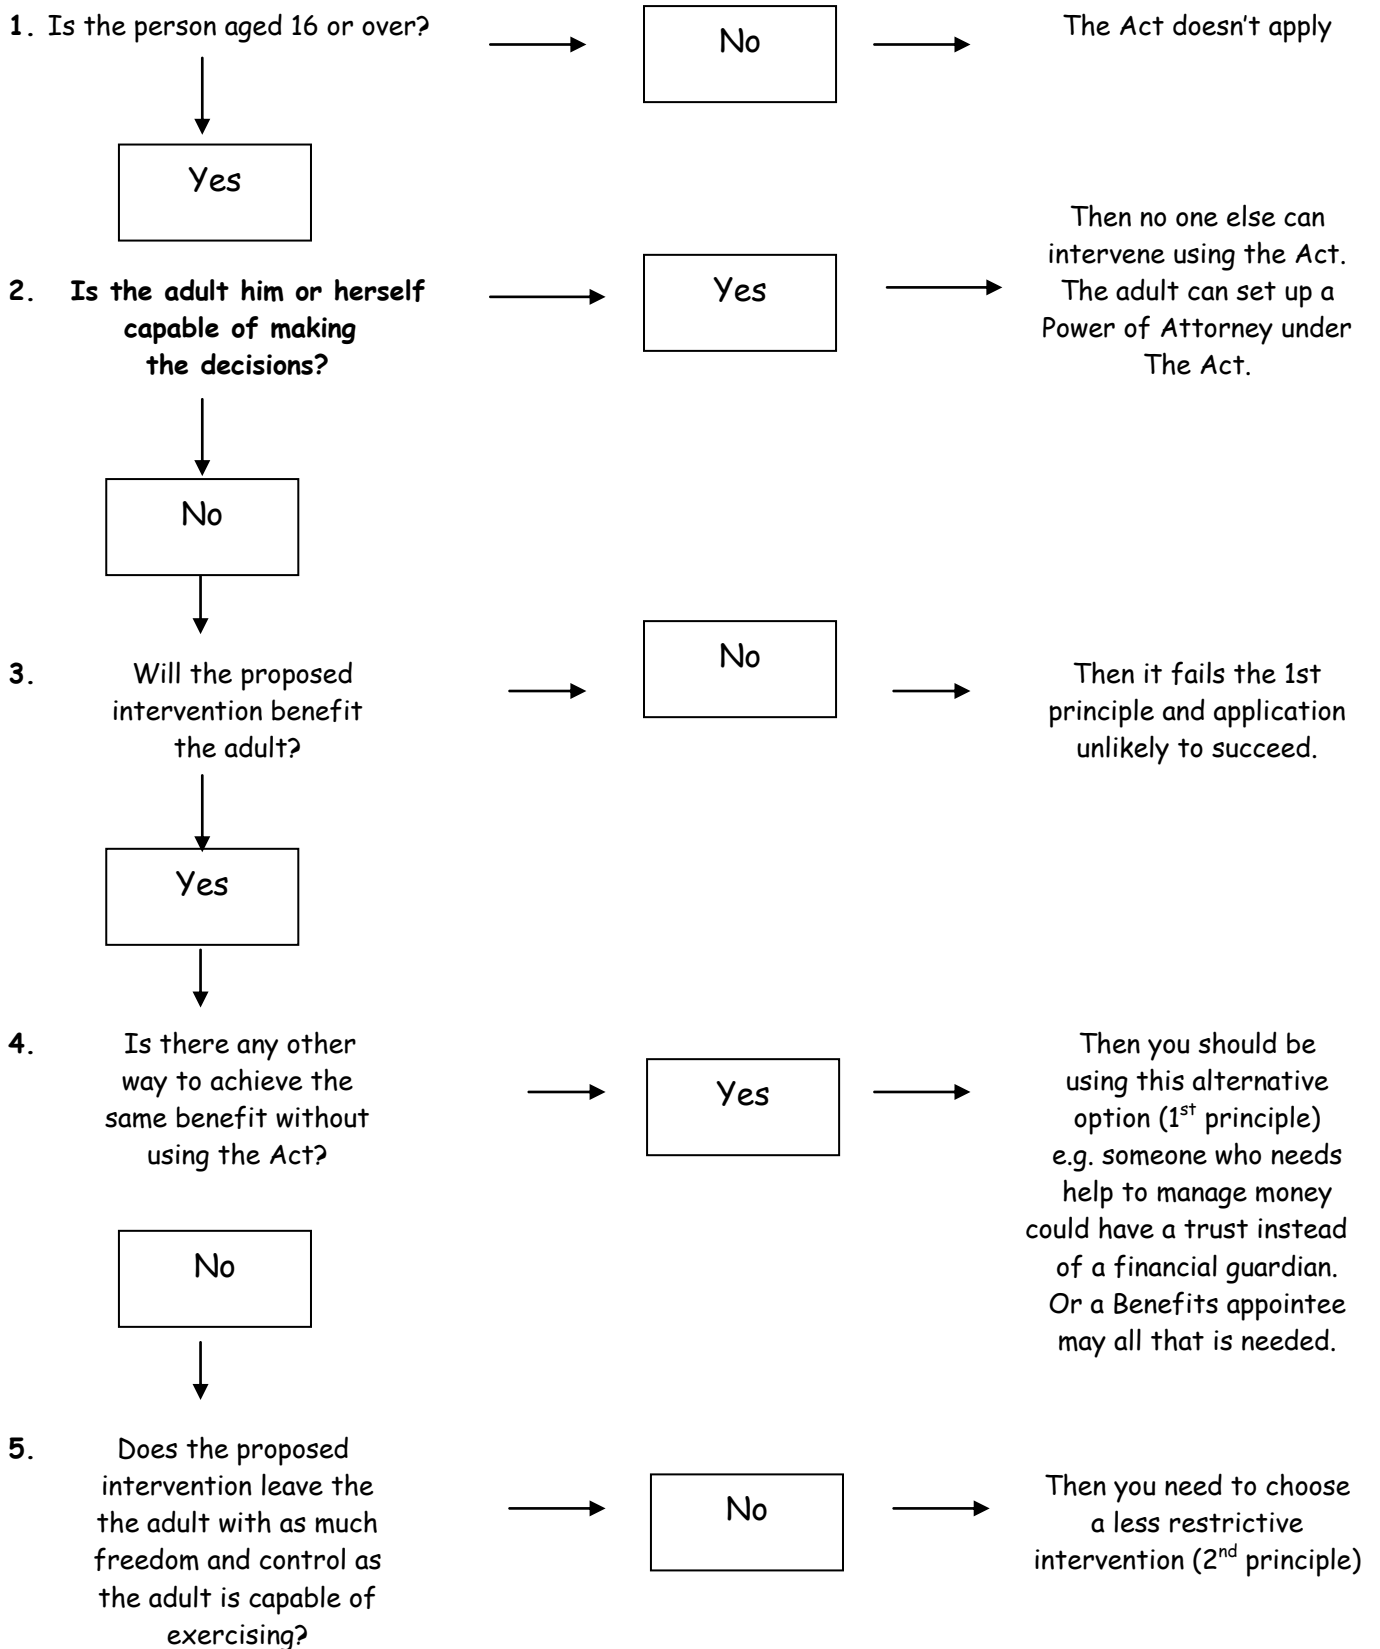 1. Is the person aged 16 or over?
No
The Act doesn't apply
Yes
2. Is the adult him or herself
capable of making
the decisions?
Yes
Then no one else can
intervene using the Act.
The adult can set up a
Power of Attorney under
The Act.
No
3. Will the proposed
intervention benefit
the adult?
No
Then it fails the 1st
principle and application
unlikely to succeed.
Yes
4. Is there any other
way to achieve the
same benefit without
using the Act?
Yes
Then you should be
using this alternative
option (1st principle)
e.g. someone who needs
help to manage money
could have a trust instead
of a financial guardian.
Or a Benefits appointee
may all that is needed.
No
5. Does the proposed
intervention leave the
the adult with as much
freedom and control as
the adult is capable of
exercising?
No
Then you need to choose
a less restrictive
intervention (2nd principle)